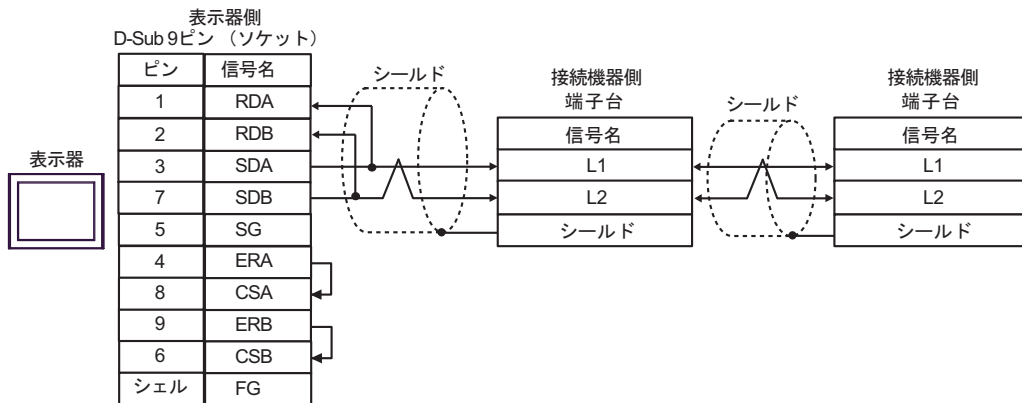 表示器側
D-Sub 9ピン （ソケット）
ピン 信号名
1 RDA
2 RDB
3 SDA
7 SDB
5 SG
4 ERA
8 CSA
9 ERB
6 CSB
シェル FG
表示器
シールド
接続機器側
端子台
信号名
L1
L2
シールド
シールド
接続機器側
端子台
信号名
L1
L2
シールド